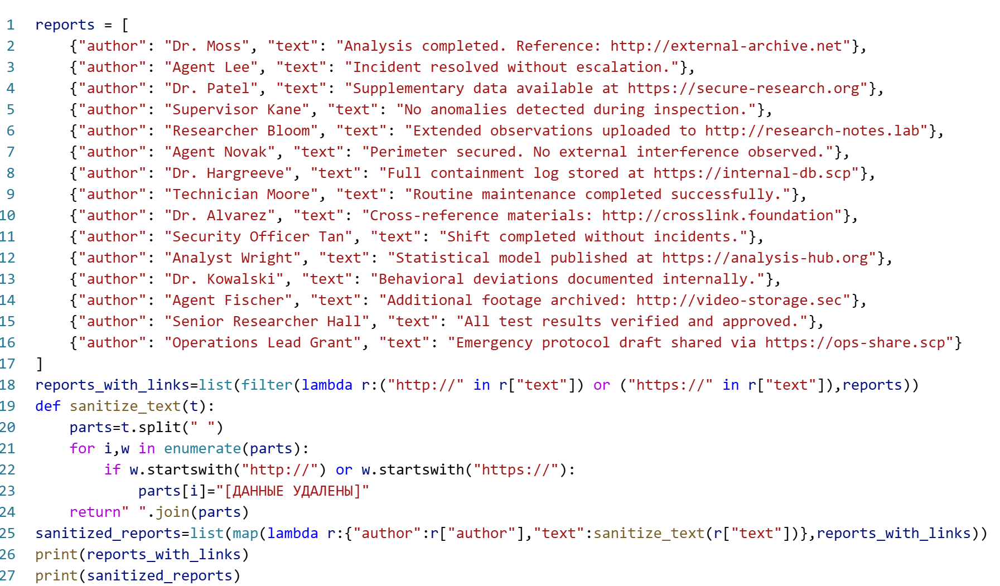 1 reports = [
2     {"author": "Dr. Moss", "text": "Analysis completed. Reference: http://external-archive.net"},
3     {"author": "Agent Lee", "text": "Incident resolved without escalation."},
4     {"author": "Dr. Patel", "text": "Supplementary data available at https://secure-research.org"},
5     {"author": "Supervisor Kane", "text": "No anomalies detected during inspection."},
6     {"author": "Researcher Bloom", "text": "Extended observations uploaded to http://research-notes.lab"},
7     {"author": "Agent Novak", "text": "Perimeter secured. No external interference observed."},
8     {"author": "Dr. Hargreeve", "text": "Full containment log stored at https://internal-db.scp"},
9     {"author": "Technician Moore", "text": "Routine maintenance completed successfully."},
10     {"author": "Dr. Alvarez", "text": "Cross-reference materials: http://crosslink.foundation"},
11     {"author": "Security Officer Tan", "text": "Shift completed without incidents."},
12     {"author": "Analyst Wright", "text": "Statistical model published at https://analysis-hub.org"},
13     {"author": "Dr. Kowalski", "text": "Behavioral deviations documented internally."},
14     {"author": "Agent Fischer", "text": "Additional footage archived: http://video-storage.sec"},
15     {"author": "Senior Researcher Hall", "text": "All test results verified and approved."},
16     {"author": "Operations Lead Grant", "text": "Emergency protocol draft shared via https://ops-share.scp"}
17 ]
18 reports_with_links=list(filter(lambda r:("http://" in r["text"]) or ("https://" in r["text"]),reports))
19 def sanitize_text(t):
20     parts=t.split(" ")
21     for i,w in enumerate(parts):
22         if w.startswith("http://") or w.startswith("https://"):
23             parts[i]="[ДАННЫЕ УДАЛЕНЫ]"
24     return" ".join(parts)
25 sanitized_reports=list(map(lambda r:{"author":r["author"],"text":sanitize_text(r["text"])},reports_with_links))
26 print(reports_with_links)
27 print(sanitized_reports)